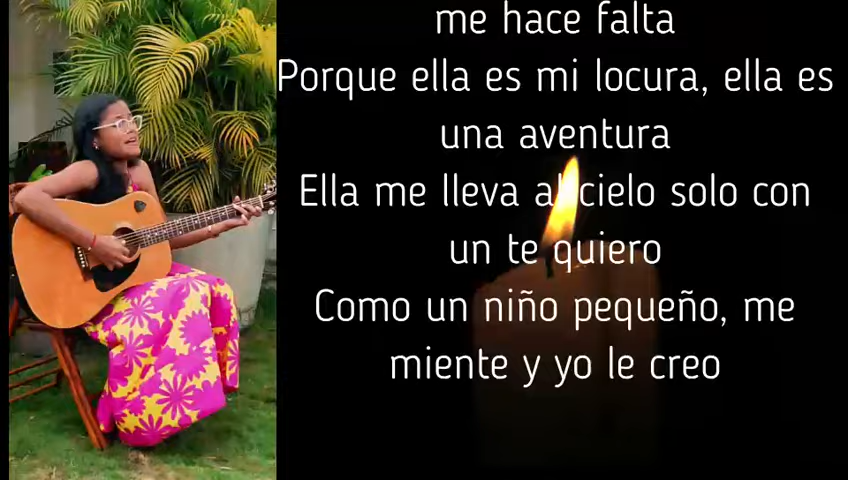 me hace falta
Porque ella es mi locura, ella es
una aventura
Ella me lleva al cielo solo con
un te quiero
Como un niño pequeño, me
miente y yo le creo